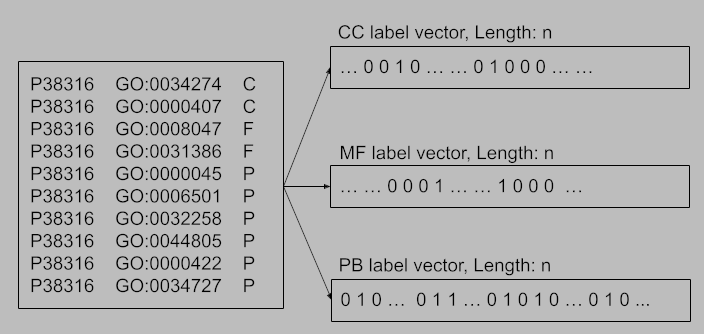 CC label vector, Length: n
... 0 0 1 0 ... ... 0 1 0 0 0 ... ...
P38316 GO:0034274 C
P38316 GO:0000407 C
P38316 GO:0008047 F
P38316 GO:0031386 F
P38316 GO:0000045 P
P38316 GO:0006501 P
P38316 GO:0032258 P
P38316 GO:0044805 P
P38316 GO:0000422 P
P38316 GO:0034727 P
MF label vector, Length: n
... ... 0 0 0 1 ... ... 1 0 0 0 ...
PB label vector, Length: n
0 1 0 ... 0 1 1 ... 0 1 0 1 0 ... 0 1 0 ...